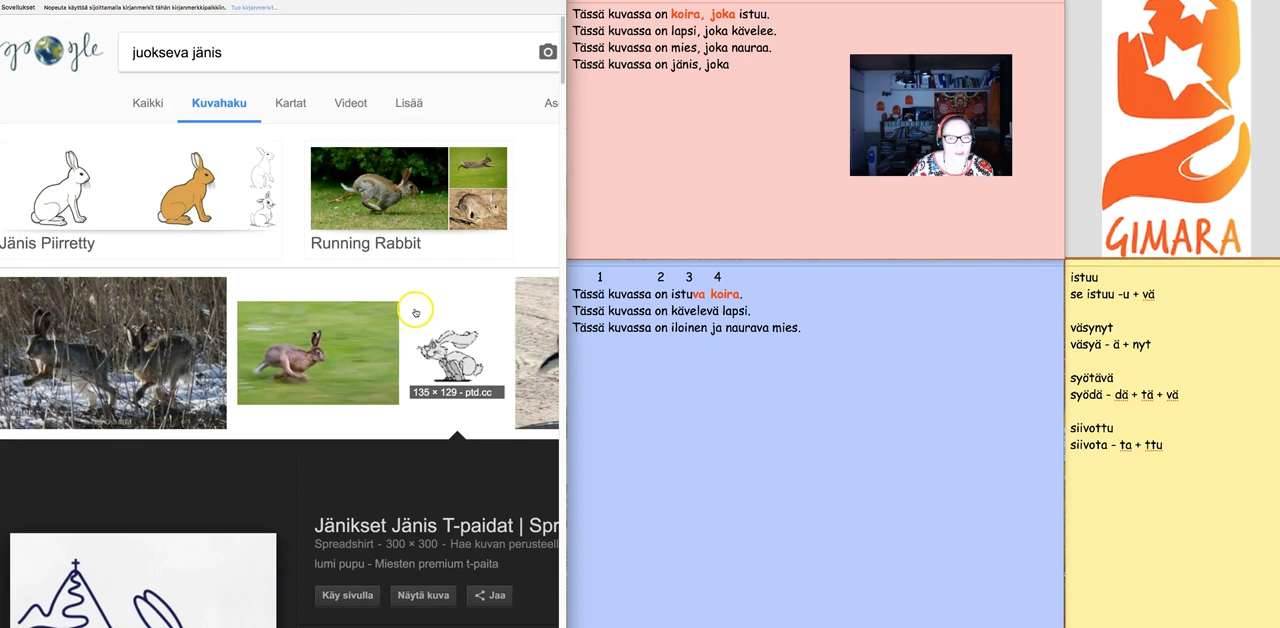 Sovellukset Nopeuta käyttöä sijoittamalla kirjanmerkit tähän kirjanmerkkipalkkiin. Tuo kirjanmerkit...
google
juokseva jänis
Kaikki Kuvahaku Kartat Videot Lisää As
Jänis Piirretty
Running Rabbit
135 × 129 - ptd.cc
Jänikset Jänis T-paidat | Spr
Spreadshirt - 300 × 300 - Hae kuvan perusteell
lumi pupu - Miesten premium t-paita
Käy sivulla Näytä kuva Jaa
Tässä kuvassa on koira, joka istuu.
Tässä kuvassa on lapsi, joka kävelee.
Tässä kuvassa on mies, joka nauraa.
Tässä kuvassa on jänis, joka
GIMARA
1 2 3 4
Tässä kuvassa on istuva koira.
Tässä kuvassa on kävelevä lapsi.
Tässä kuvassa on iloinen ja naurava mies.
istuu
se istuu -u + vä
väsynyt
väsyä - ä + nyt
syötävä
syödä - dä + tä + vä
siivottu
siivota - ta + ttu